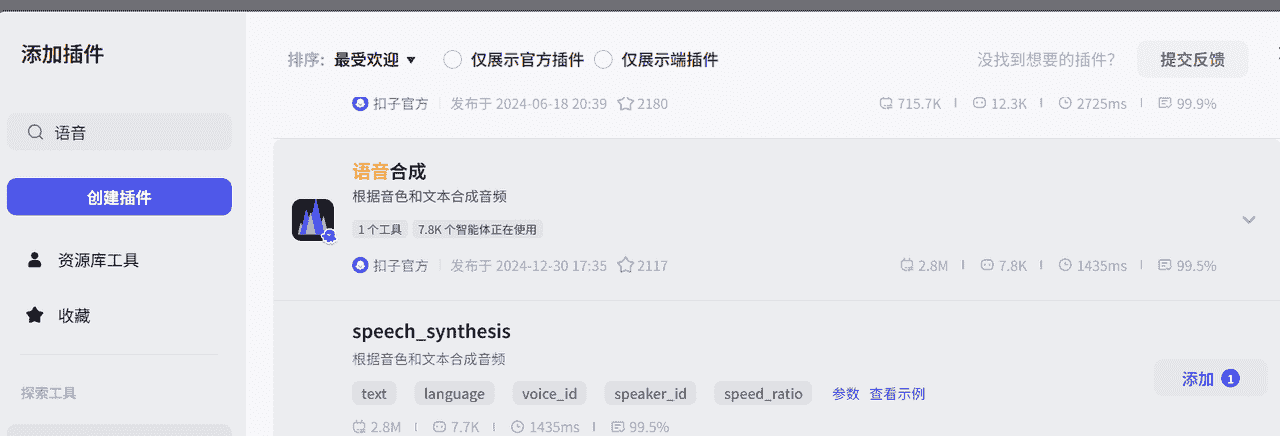 添加插件
语音
创建插件
资源库工具
收藏
探索工具
排序: 最受欢迎 仅展示官方插件 仅展示端插件 没找到想要的插件? 提交反馈
扣子官方 发布于 2024-06-18 20:39 2180 715.7K 12.3K 2725ms 99.9%
语音合成
根据音色和文本合成音频
1 个工具 7.8K 个智能体正在使用
扣子官方 发布于 2024-12-30 17:35 2117 2.8M 7.8K 1435ms 99.5%
speech_synthesis
根据音色和文本合成音频
text language voice_id speaker_id speed_ratio 参数 查看示例
添加 1
2.8M 7.7K 1435ms 99.5%